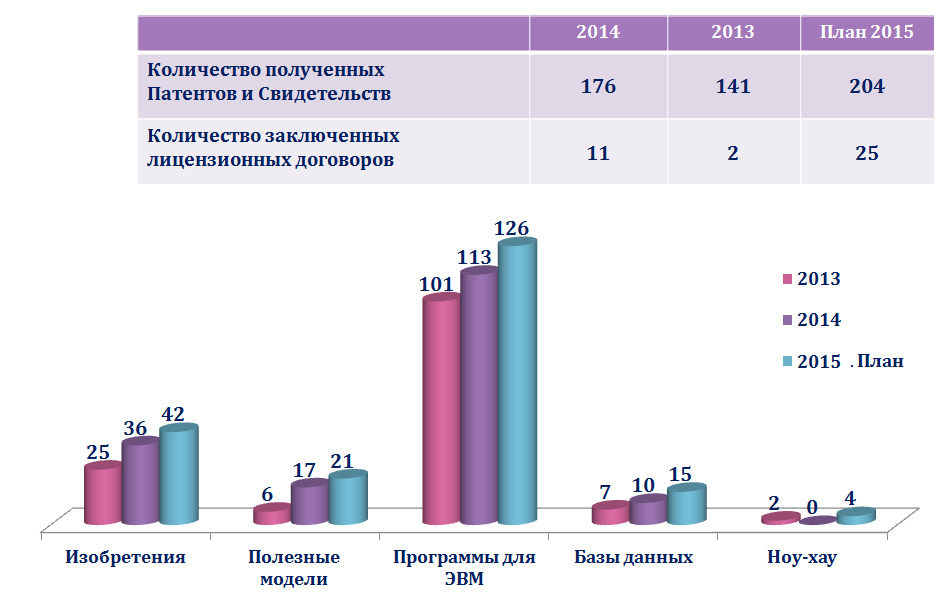 2014 2013 План 2015
Количество полученных
Патентов и Свидетельств
176 141 204
Количество заключенных
лицензионных договоров
11 2 25
126
113
101
2013
2014
2015 . План
25 36 42
6 17 21
7 10 15
2 0 4
Изобретения
Полезные
модели
Программы для
ЭВМ
Базы данных
Ноу-хау